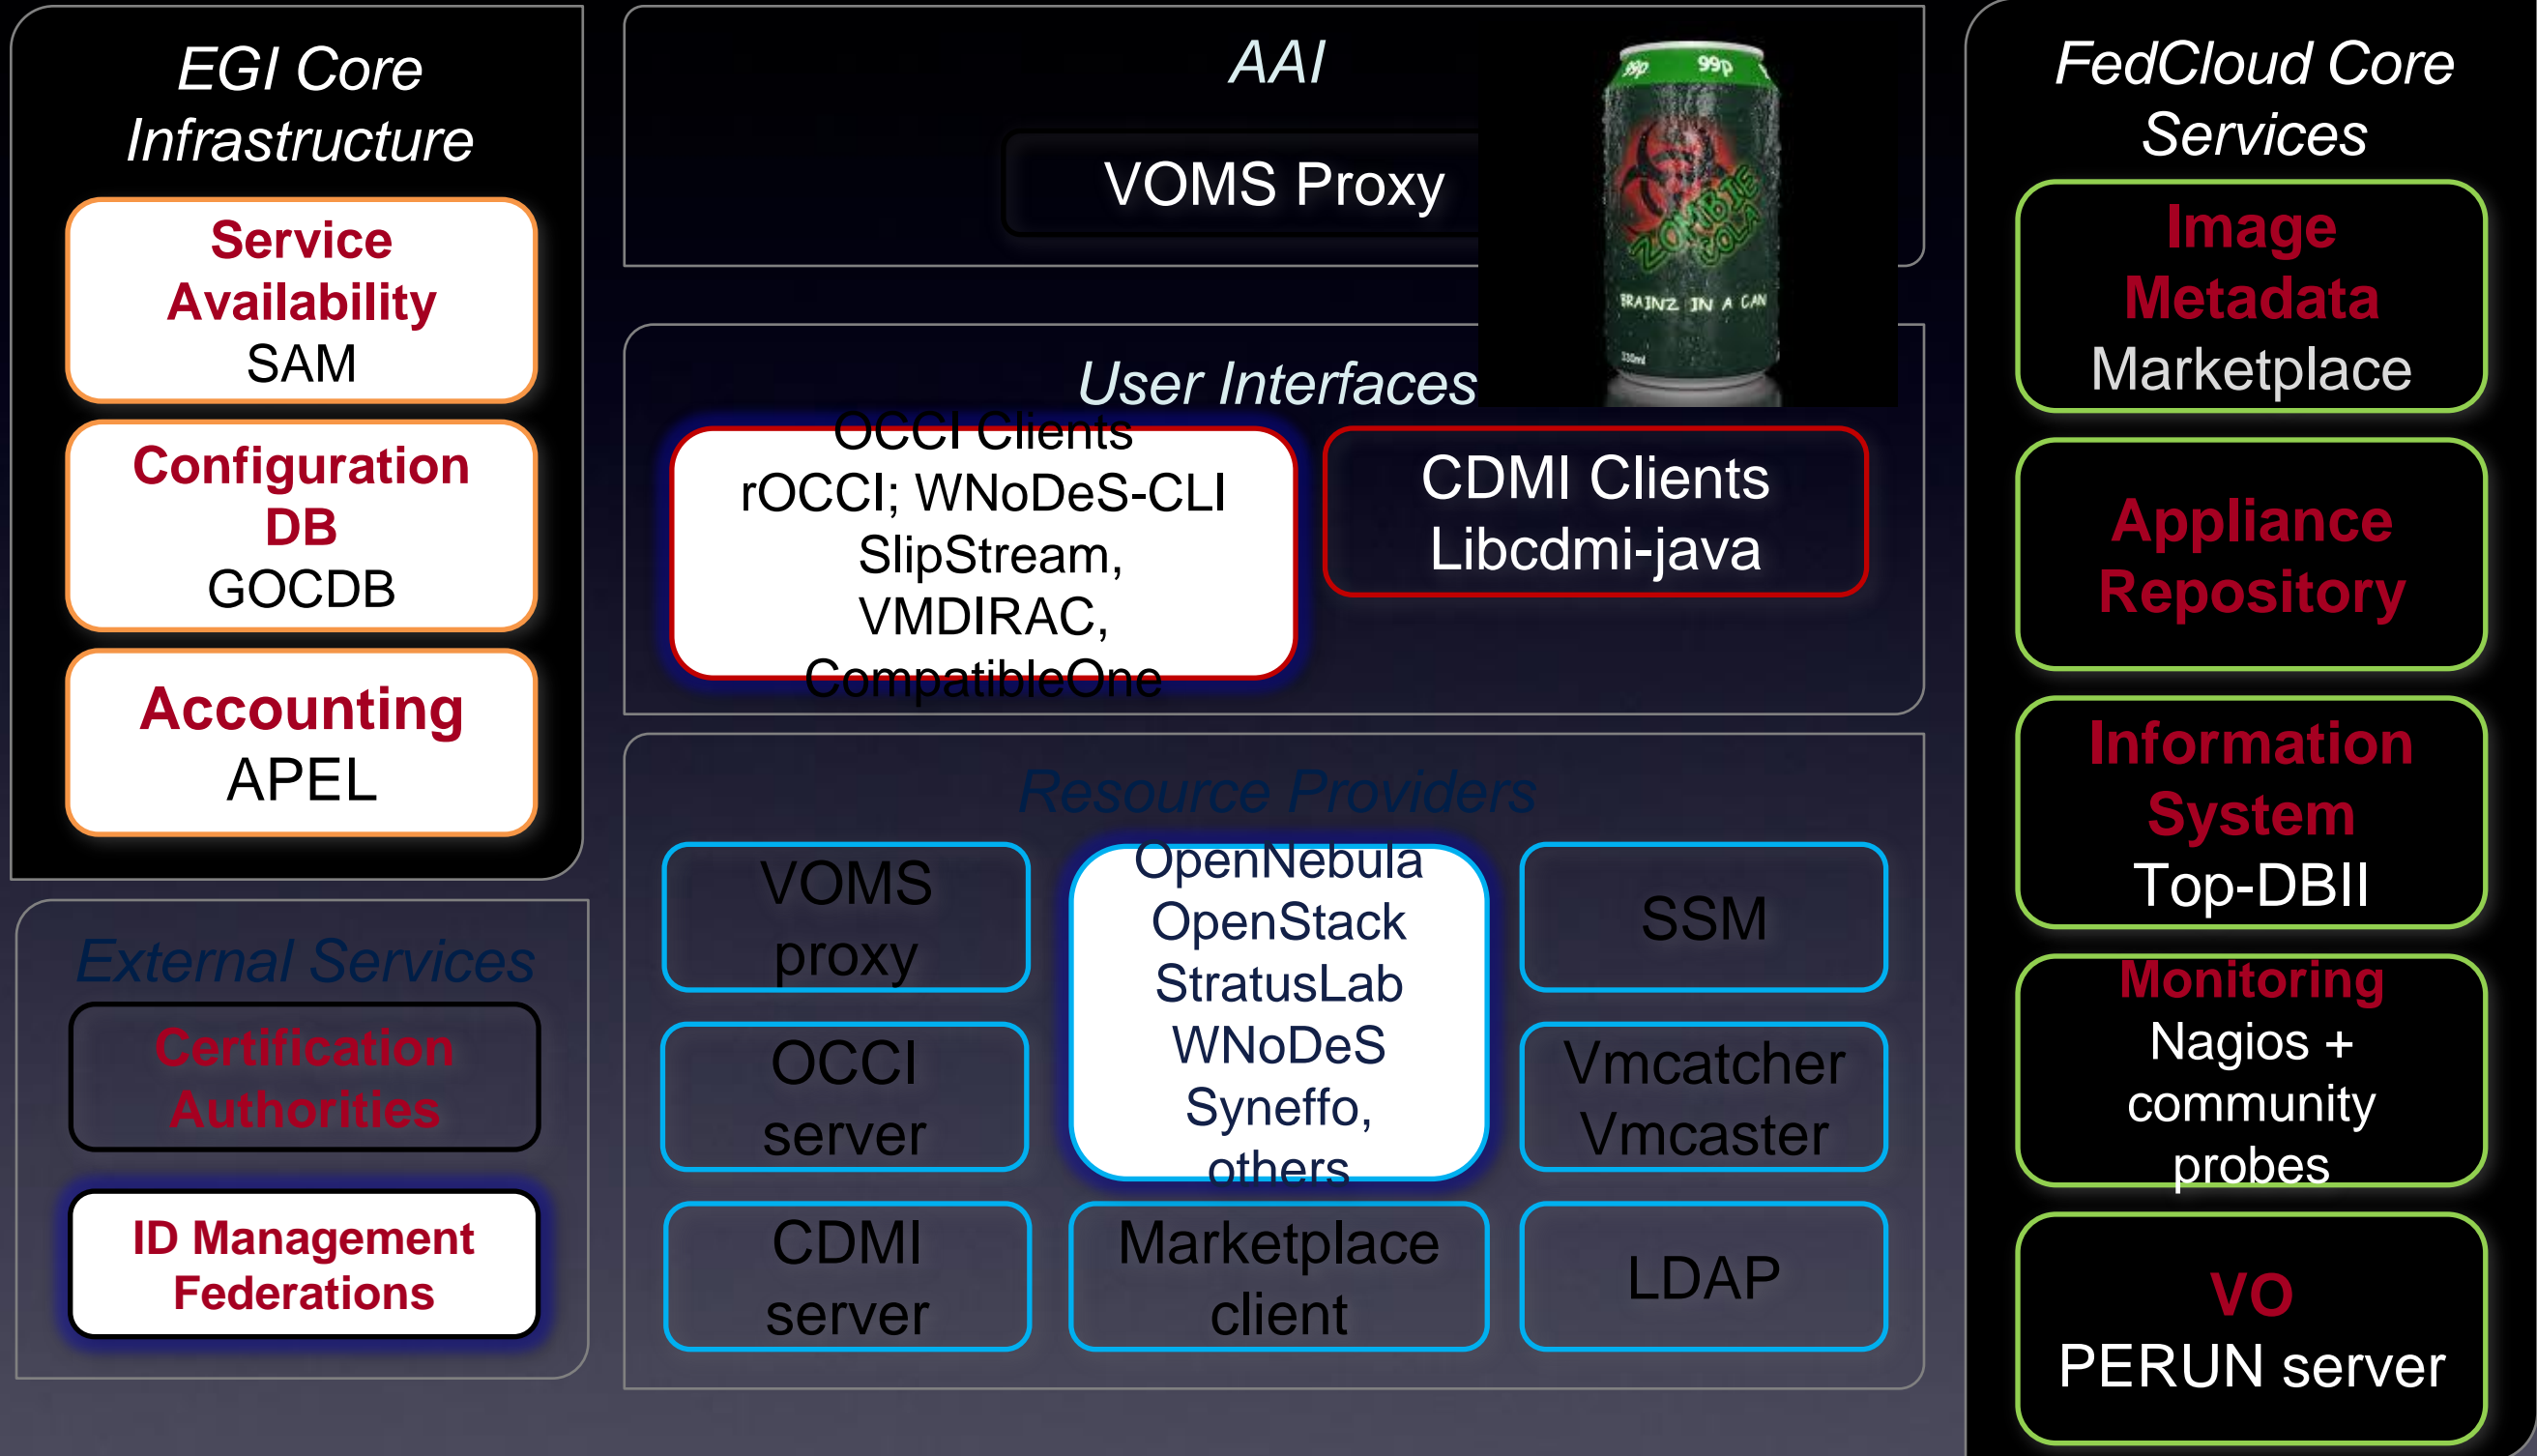 EGI Core
Infrastructure
Service
Availability
SAM
Configuration
DB
GOCDB
Accounting
APEL
External Services
Certification
Authorities
ID Management
Federations
AAI
VOMS Proxy
99p
99p
ZOMBIE
COLA
BRAINZ IN A CAN
330ml
User Interfaces
OCCI Clients
rOCCI; WNoDeS-CLI
SlipStream,
VMDIRAC,
CompatibleOne
CDMI Clients
Libcdmi-java
Resource Providers
VOMS
proxy
OCCI
server
CDMI
server
OpenNebula
OpenStack
StratusLab
WNoDeS
Syneffo,
others
Marketplace
client
SSM
Vmcatcher
Vmcaster
LDAP
FedCloud Core
Services
Image
Metadata
Marketplace
Appliance
Repository
Information
System
Top-DBII
Monitoring
Nagios +
community
probes
VO
PERUN server